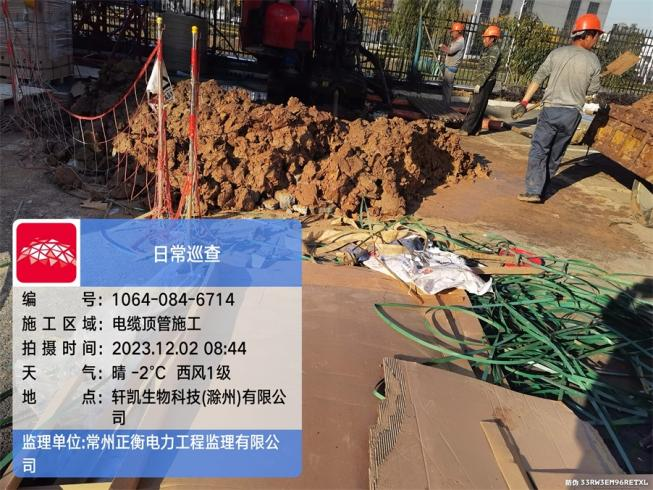 日常巡查
编 号：1064-084-6714
施工区域：电缆顶管施工
拍摄时间：2023.12.02 08:44
天 气：晴 -2℃ 西风1级
地 点：轩凯生物科技(滁州)有限公
司
监理单位:常州正衡电力工程监理有限公
司
防伪 33RW3EM96RETXL